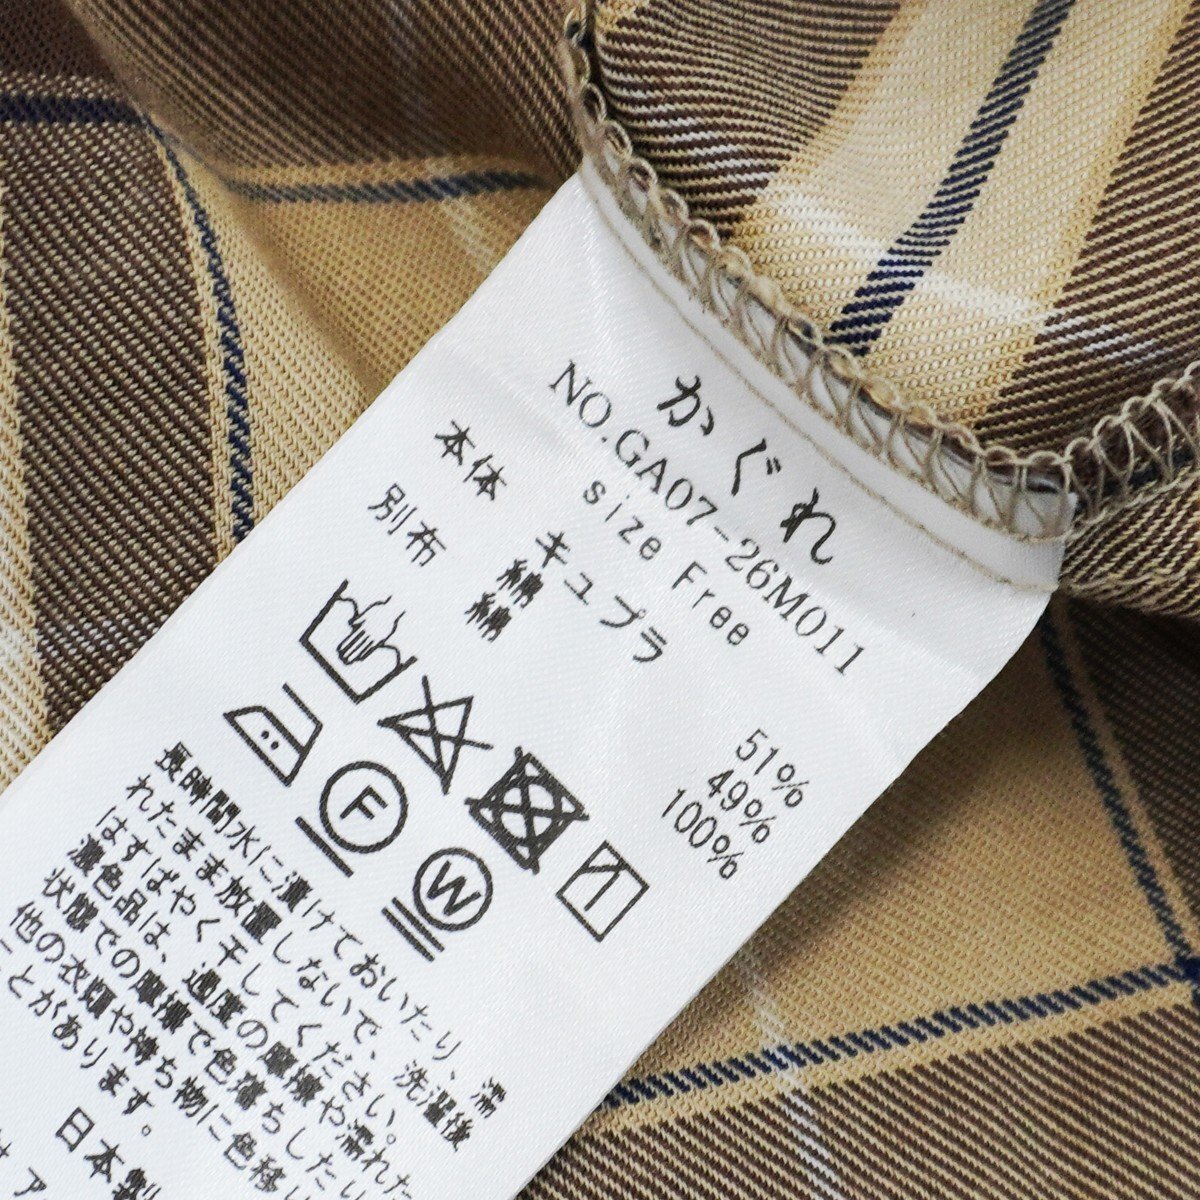 かぐれ
NO.GA07-26M011
size Free
本体 キュプラ 51%
綿 49%
別布 綿 100%
F
W
長時間水に漬けておいたり、濡
れたまま放置しないで、洗濯後
はすばやく干してください。
濃色品は、過度の摩擦や濡れた
状態での摩擦で色落ちしたい
他の衣類や持ち物に色移
ことがあります。
日本製